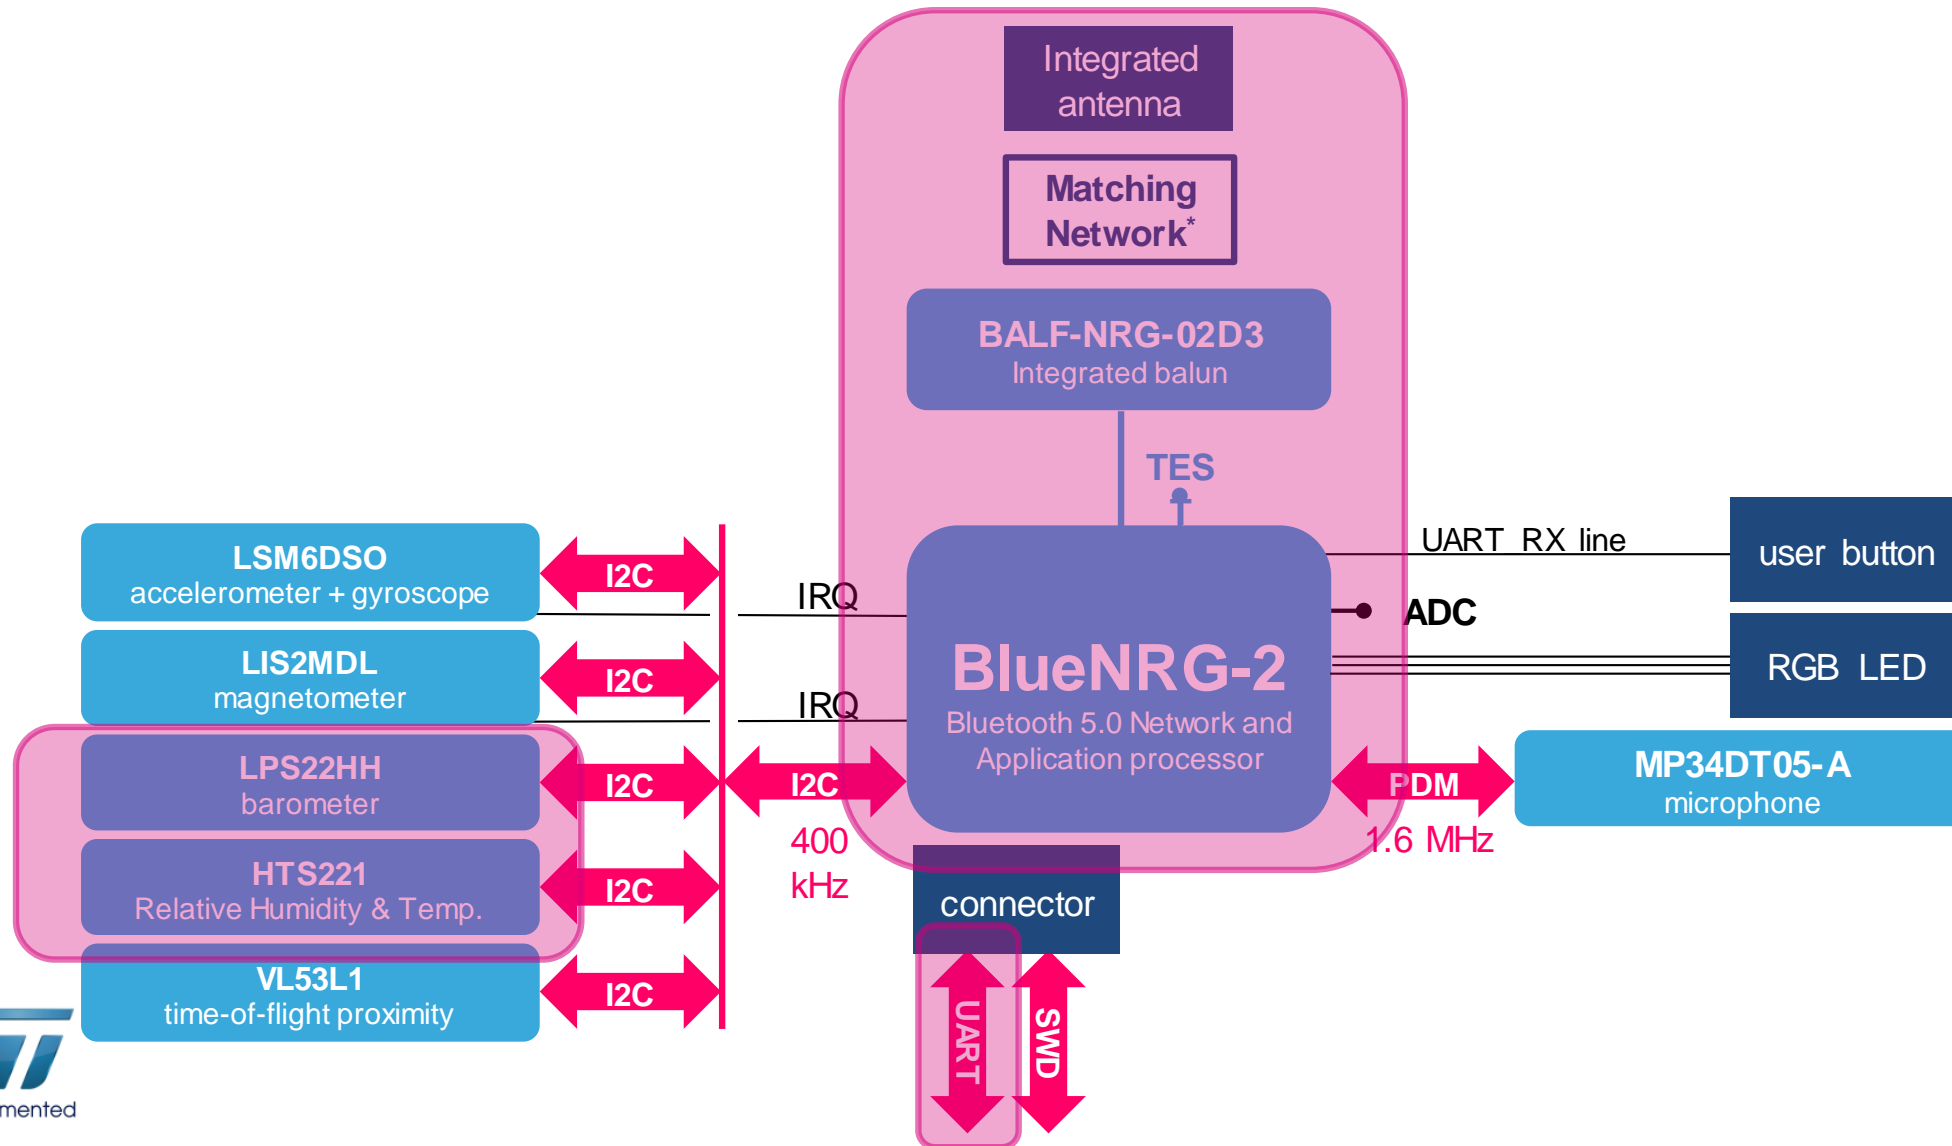 Integrated
antenna
Matching
Network*
BALF-NRG-02D3
Integrated balun
TES
LSM6DSO
accelerometer + gyroscope
I2C
IRQ
LIS2MDL
magnetometer
I2C
IRQ
LPS22HH
barometer
I2C
HTS221
Relative Humidity & Temp.
I2C
VL53L1
time-of-flight proximity
I2C
I2C
400
kHz
BlueNRG-2
Bluetooth 5.0 Network and
Application processor
UART RX line
user button
ADC
RGB LED
PDM
1.6 MHz
MP34DT05-A
microphone
connector
UART
SWD
mented